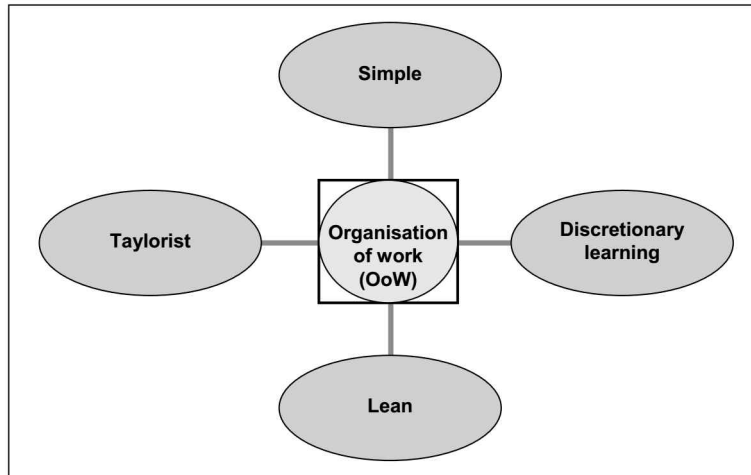 Simple
Taylorist
Organisation
of work
(OoW)
Discretionary
learning
Lean